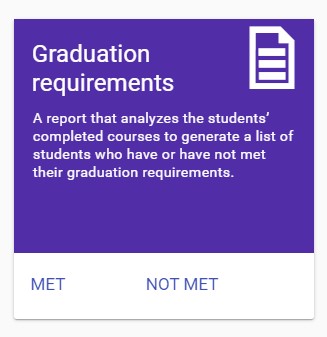 Graduation
requirements
A report that analyzes the students’
completed courses to generate a list of
students who have or have not met
their graduation requirements.
MET NOT MET